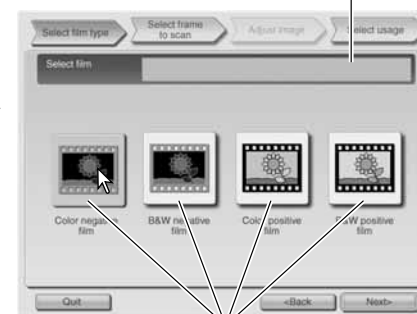 Select film type
Select frame
to scan
Adjust image
Select usage
Select film
Color negative
film
B&W negative
film
Color positive
film
B&W positive
film
Quit
<Back
Next>